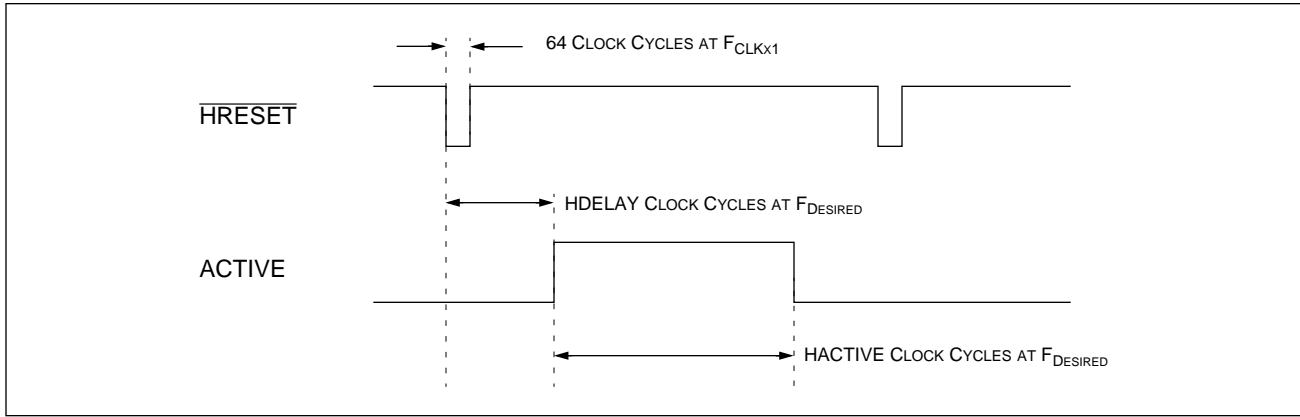 64 CLOCK CYCLES AT FCLKX1
HRESET
HDELAY CLOCK CYCLES AT FDESIRED
ACTIVE
HACTIVE CLOCK CYCLES AT FDESIRED